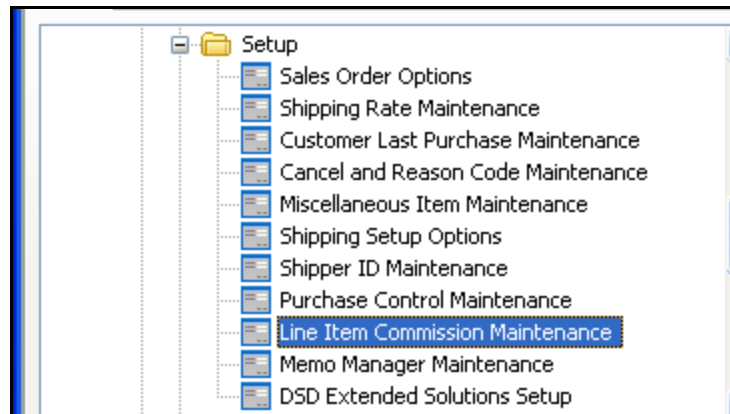 Setup
Sales Order Options
Shipping Rate Maintenance
Customer Last Purchase Maintenance
Cancel and Reason Code Maintenance
Miscellaneous Item Maintenance
Shipping Setup Options
Shipper ID Maintenance
Purchase Control Maintenance
Line Item Commission Maintenance
Memo Manager Maintenance
DSD Extended Solutions Setup